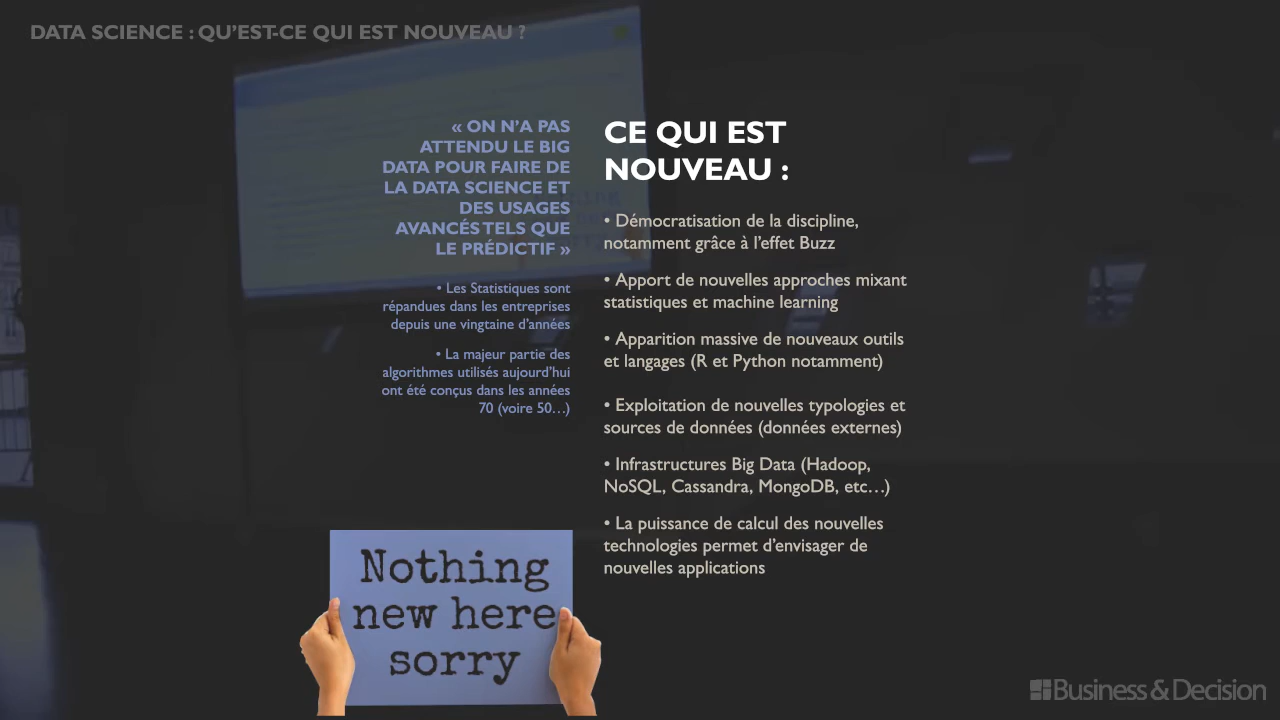 DATA SCIENCE : QU'EST-CE QUI EST NOUVEAU ?
« ON N'A PAS
ATTENDU LE BIG
DATA POUR FAIRE DE
LA DATA SCIENCE ET
DES USAGES
AVANCÉS TELS QUE
LE PRÉDICTIF »
• Les Statistiques sont
répandues dans les entreprises
depuis une vingtaine d'années
• La majeur partie des
algorithmes utilisés aujourd'hui
ont été conçus dans les années
70 (voire 50…)
Nothing
new here
sorry
CE QUI EST
NOUVEAU :
• Démocratisation de la discipline,
notamment grâce à l'effet Buzz
• Apport de nouvelles approches mixant
statistiques et machine learning
• Apparition massive de nouveaux outils
et langages (R et Python notamment)
• Exploitation de nouvelles typologies et
sources de données (données externes)
• Infrastructures Big Data (Hadoop,
NoSQL, Cassandra, MongoDB, etc…)
• La puissance de calcul des nouvelles
technologies permet d'envisager de
nouvelles applications
Business & Decision